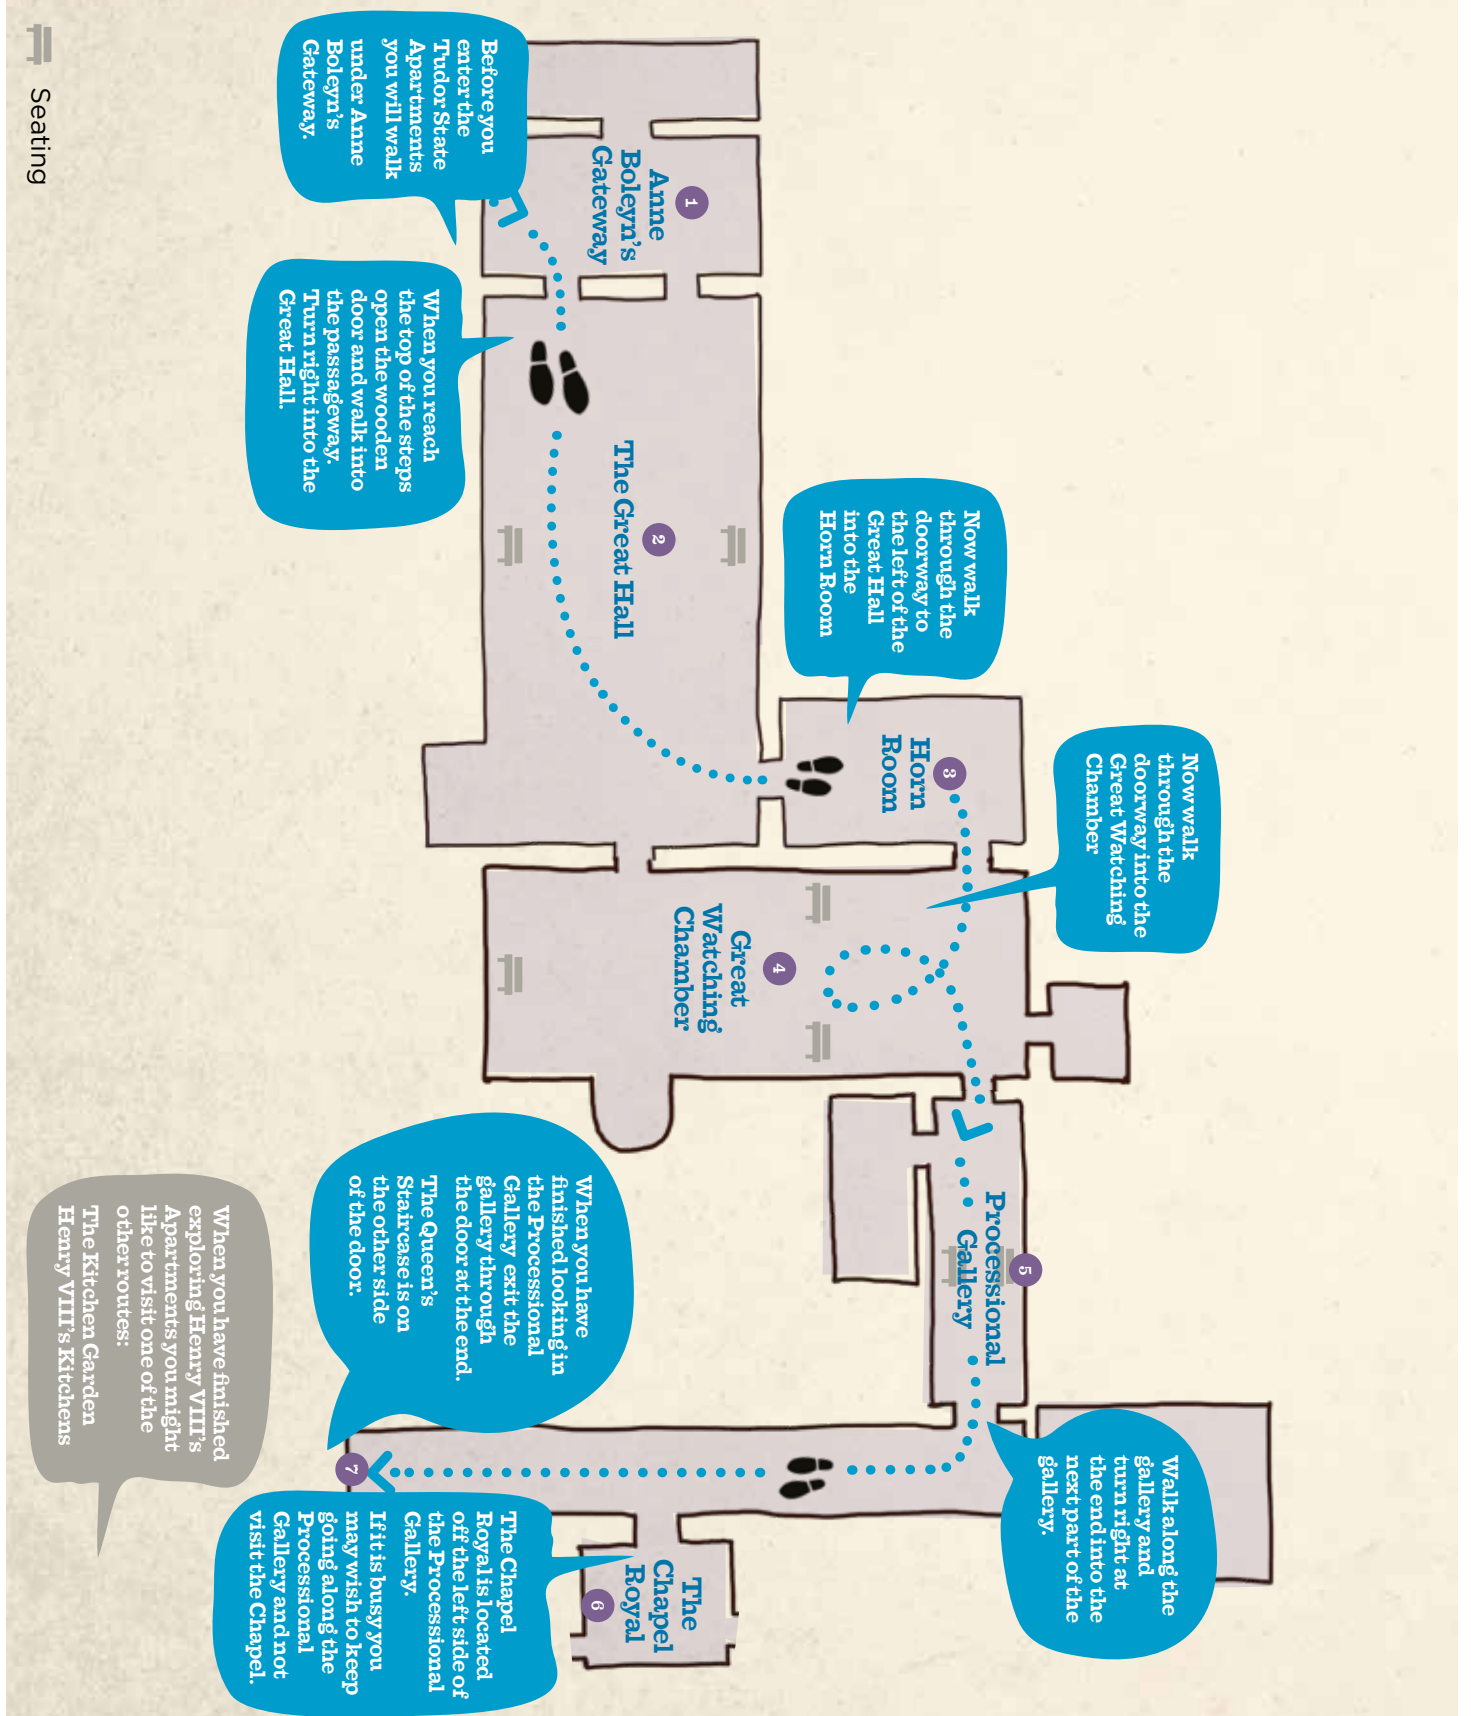 Before you
enter the
Tudor State
Apartments
you will walk
under Anne
Boleyn's
Gateway.
Anne
Boleyn's
Gateway
1
When you reach
the top of the steps
open the wooden
door and walk into
the passageway.
Turn right into the
Great Hall.
The Great Hall
2
Now walk
through the
doorway to
the left of the
Great Hall
into the
Horn Room
3
Horn
Room
Now walk
through the
doorway into the
Great Watching
Chamber
4
Great
Watching
Chamber
5
Processional
Gallery
Walk along the
gallery and
turn right at
the end into the
next part of the
gallery.
When you have
finished looking in
the Processional
Gallery exit the
gallery through
the door at the end.
The Queen's
Staircase is on
the other side
of the door.
7
The
Chapel
Royal
6
The Chapel
Royal is located
off the left side of
the Processional
Gallery.
If it is busy you
may wish to keep
going along the
Processional
Gallery and not
visit the Chapel.
When you have finished
exploring Henry VIII's
Apartments you might
like to visit one of the
other routes:
The Kitchen Garden
Henry VIII's Kitchens
Seating